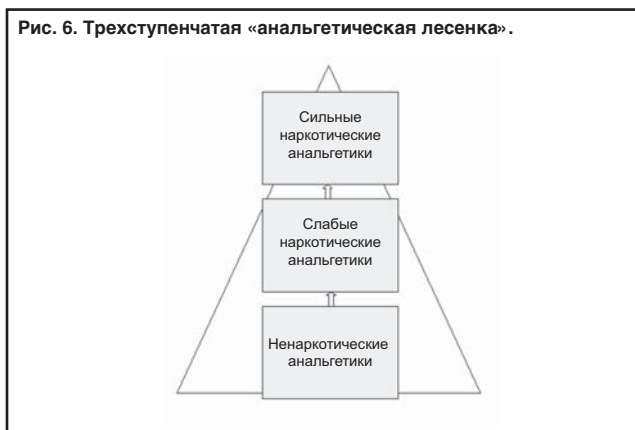 Рис. 6. Трехступенчатая «анальгетическая лесенка».
Сильные
наркотические
анальгетики
Слабые
наркотические
анальгетики
Ненаркотические
анальгетики